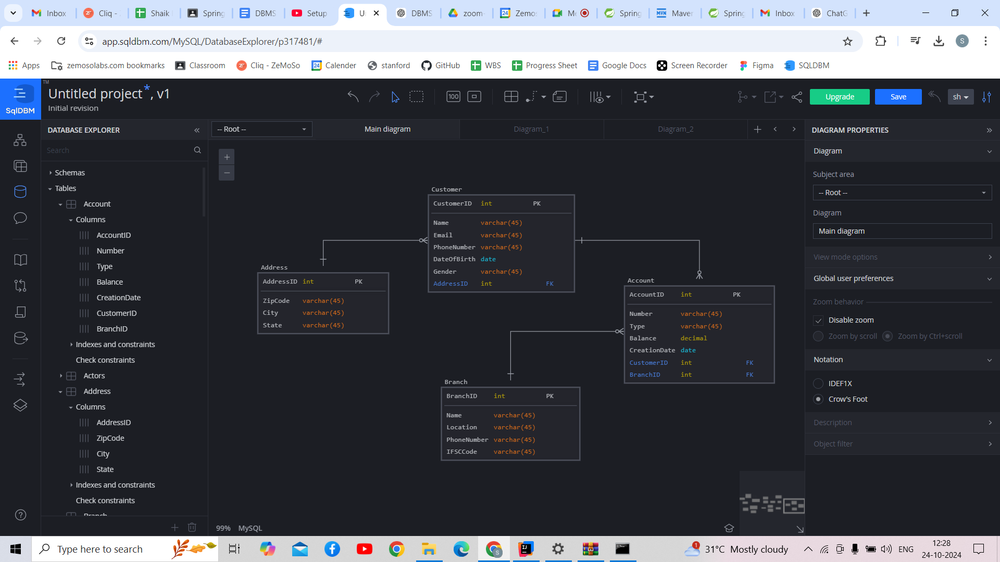 Inbox
Cliq -
Shaik
Spring
DBMS
Setup
DBMS
zoom-
Zemos
Me
Spring
Maver
Spring
Inbox
ChatG
app.sqldbm.com/MySQL/DatabaseExplorer/p317481/#
S
Apps
zemosolabs.com bookmarks
Classroom
Cliq - ZeMoSo
Calender
stanford
GitHub
WBS
Progress Sheet
Google Docs
Screen Recorder
Figma
SQLDBM
SqlDBM
TM
Untitled project*, v1
Initial revision
100
Upgrade
Save
sh
DATABASE EXPLORER
Search
Schemas
Tables
Account
Columns
AccountID
Number
Type
Balance
CreationDate
CustomerID
BranchID
Indexes and constraints
Check constraints
Actors
Address
Columns
AddressID
ZipCode
City
State
Indexes and constraints
Check constraints
Branch
-- Root --
Main diagram
Diagram_1
Diagram_2
Customer
CustomerID int PK
Name varchar(45)
Email varchar(45)
PhoneNumber varchar(45)
DateOfBirth date
Gender varchar(45)
AddressID int FK
Address
AddressID int PK
ZipCode varchar(45)
City varchar(45)
State varchar(45)
Account
AccountID int PK
Number varchar(45)
Type varchar(45)
Balance decimal
CreationDate date
CustomerID int FK
BranchID int FK
Branch
BranchID int PK
Name varchar(45)
Location varchar(45)
PhoneNumber varchar(45)
IFSCCode varchar(45)
99% MySQL
DIAGRAM PROPERTIES
Diagram
Subject area
-- Root --
Diagram
Main diagram
View mode options
Global user preferences
Zoom behavior
Disable zoom
Zoom by scroll
Zoom by Ctrl+scroll
Notation
IDEF1X
Crow's Foot
Description
Object filter
Type here to search
1
31°C Mostly cloudy
ENG
12:28
24-10-2024